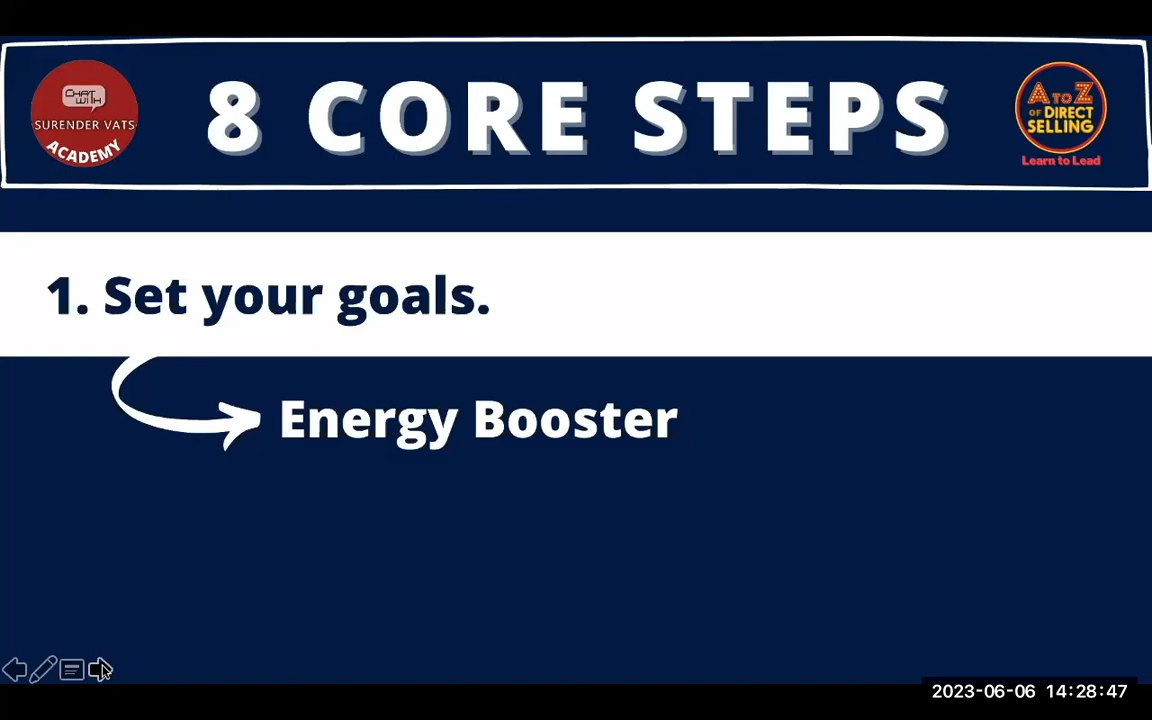 CHAT
WITH
SURENDER VATS
ACADEMY
8 CORE STEPS
A TO Z
OF DIRECT
SELLING
Learn to Lead
1. Set your goals.
Energy Booster
2023-06-06 14:28:47